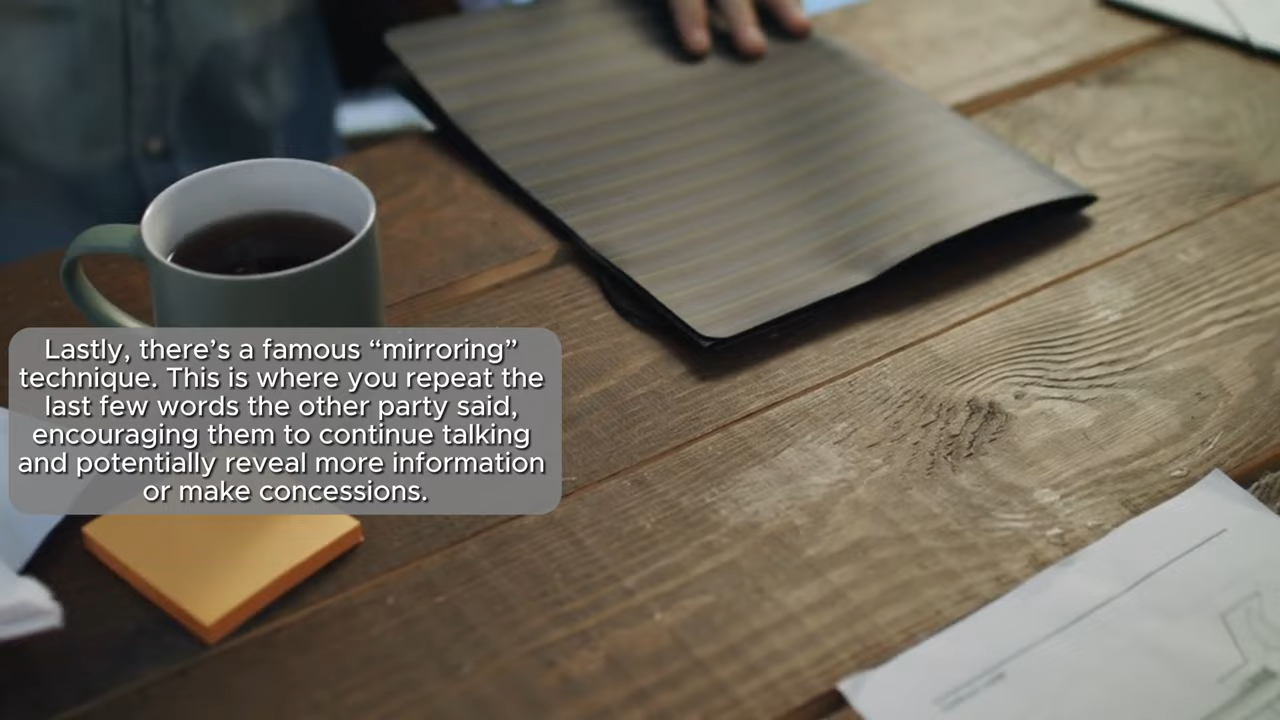 Lastly, there’s a famous “mirroring”
technique. This is where you repeat the
last few words the other party said,
encouraging them to continue talking
and potentially reveal more information
or make concessions.